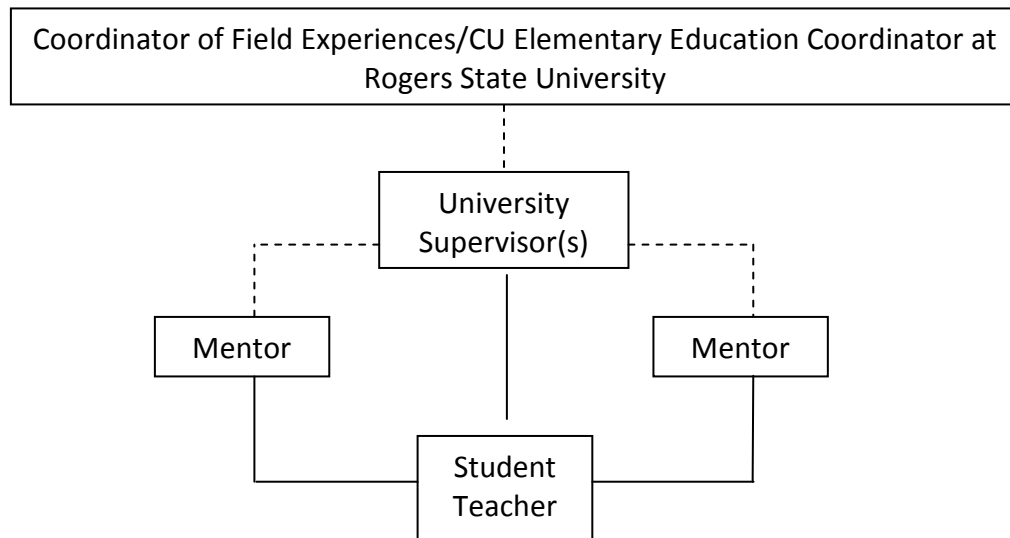 Coordinator of Field Experiences/CU Elementary Education Coordinator at
Rogers State University
University
Supervisor(s)
Mentor
Mentor
Student
Teacher